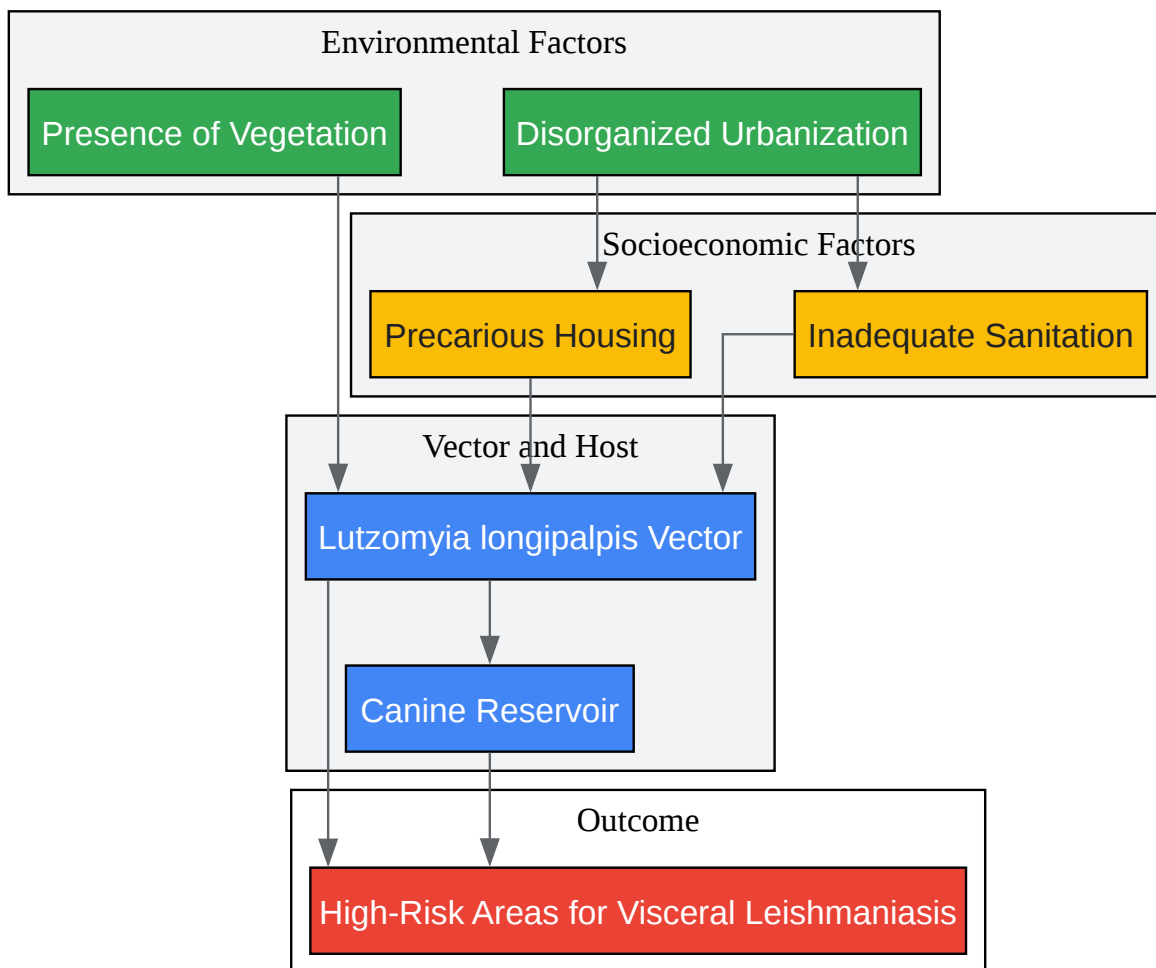 Environmental Factors
Presence of Vegetation
Disorganized Urbanization
Socioeconomic Factors
Precarious Housing
Inadequate Sanitation
Vector and Host
Lutzomyia longipalpis Vector
Canine Reservoir
Outcome
High-Risk Areas for Visceral Leishmaniasis